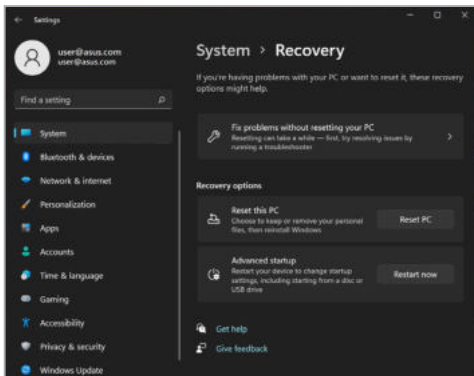 Settings
user@asus.com
user@asus.com
Find a setting
System
Bluetooth & devices
Network & internet
Personalization
Apps
Accounts
Time & language
Gaming
Accessibility
Privacy & security
Windows Update
System > Recovery
If you're having problems with your PC or want to reset it, these recovery
options might help.
Fix problems without resetting your PC
Resetting can take a while — first, try resolving issues by
running a troubleshooter
Recovery options
Reset this PC
Choose to keep or remove your personal
files, then reinstall Windows
Reset PC
Advanced startup
Restart your device to change startup
settings, including starting from a disc or
USB drive
Restart now
Get help
Give feedback